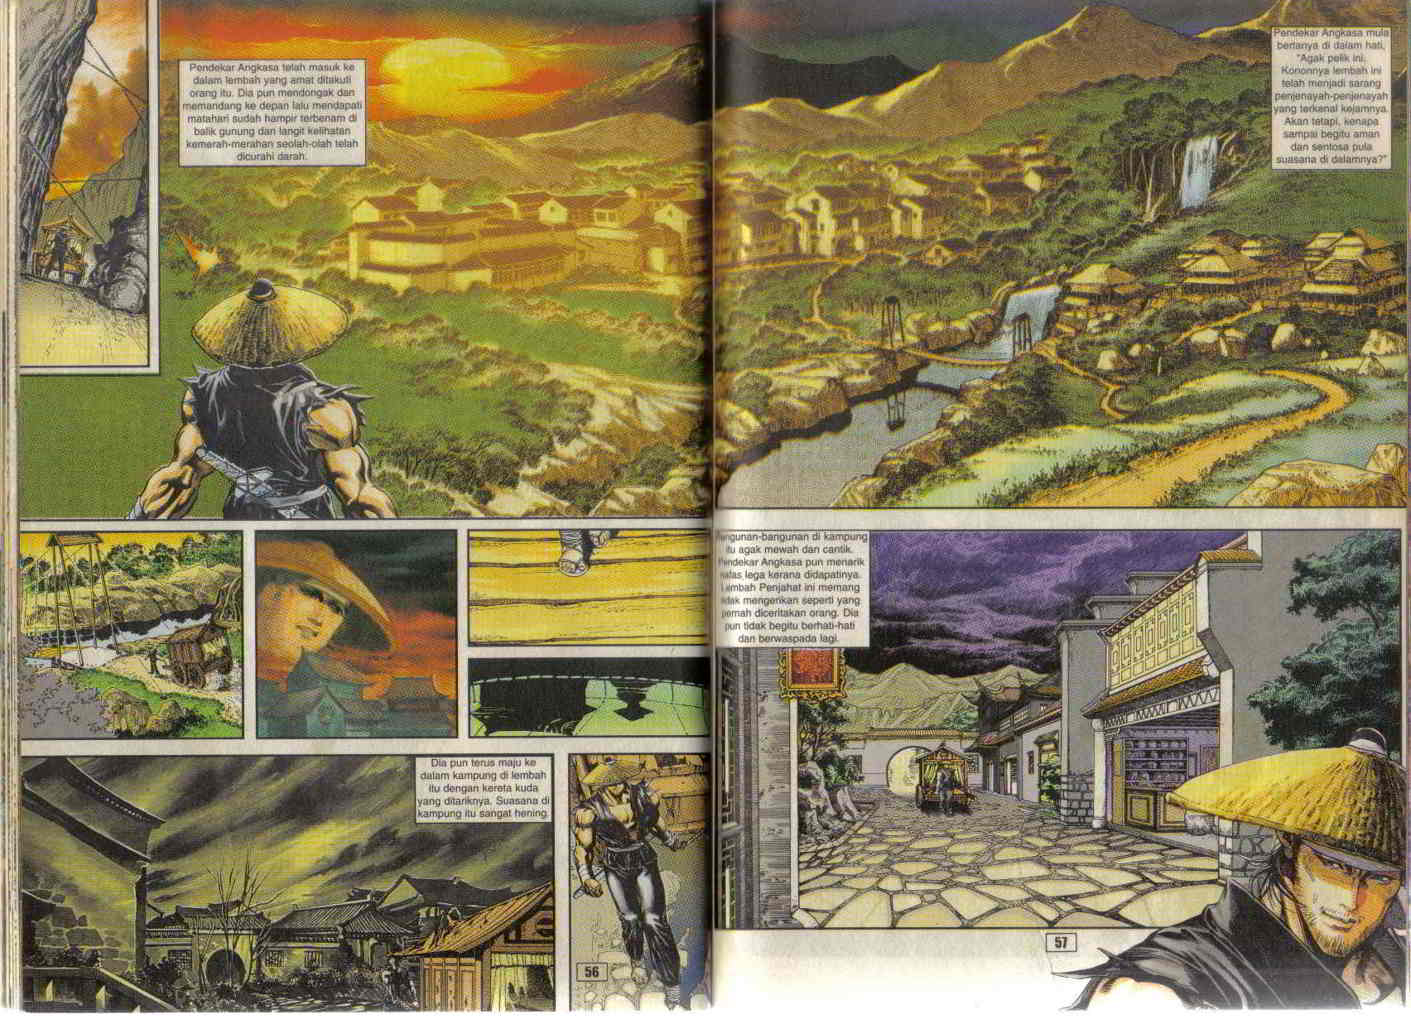 Pendekar Angkasa telah masuk ke
dalam lembah yang amat ditakuti
orang itu. Dia pun mendongak dan
memandang ke depan lalu mendapati
matahari sudah hampir terbenam di
balik gunung dan langit kelihatan
kemerah-merahan seolah-olah telah
dicurahi darah.
Pendekar Angkasa mula
bertanya di dalam hati,
"Agak pelik ini.
Kononnya lembah ini
telah menjadi sarang
penjenayah-penjenayah
yang terkenal kejamnya.
Akan tetapi, kenapa
sampai begitu aman
dan sentosa pula
suasana di dalamnya?"
Dia pun terus maju ke
dalam kampung di lembah
itu dengan kereta kuda
yang ditariknya. Suasana di
kampung itu sangat hening.
56
ngunan-bangunan di kampung
itu agak mewah dan cantik.
Pendekar Angkasa pun menarik
nafas lega kerana didapatinya.
Lembah Penjahat ini memang
tidak mengerikan seperti yang
pernah diceritakan orang. Dia
pun tidak begitu berhati-hati
dan berwaspada lagi.
57